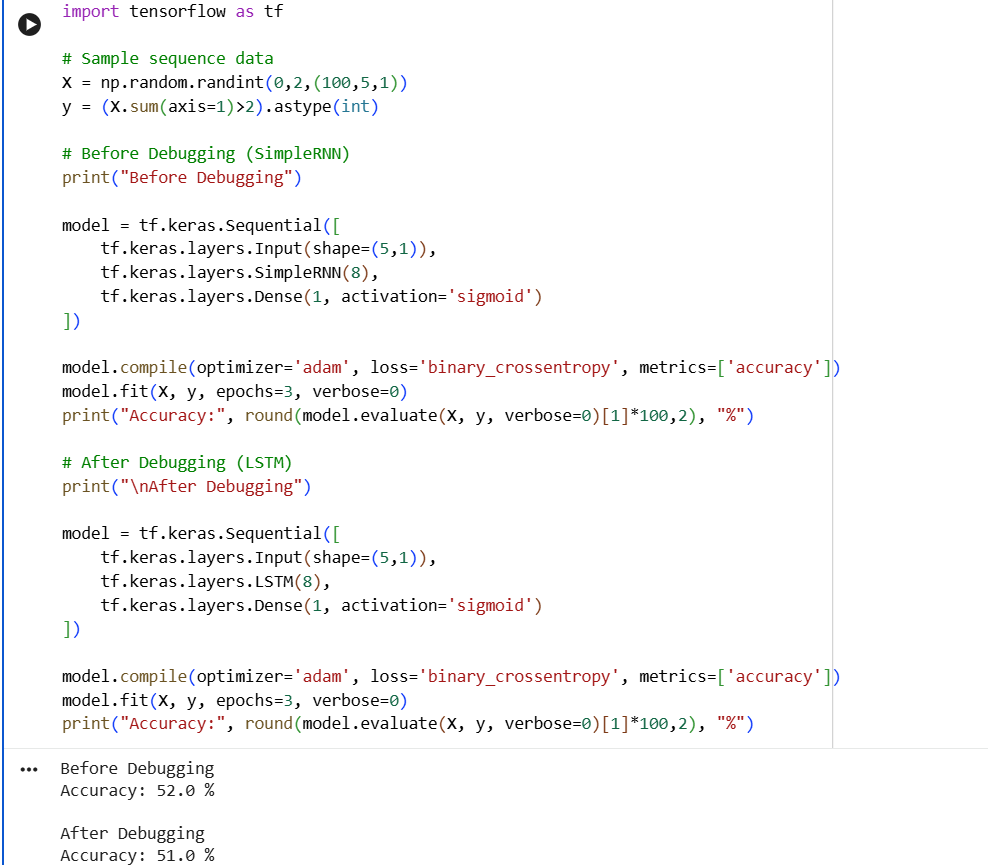 import tensorflow as tf
# Sample sequence data
X = np.random.randint(0,2,(100,5,1))
y = (X.sum(axis=1)>2).astype(int)
# Before Debugging (SimpleRNN)
print("Before Debugging")
model = tf.keras.Sequential([
    tf.keras.layers.Input(shape=(5,1)),
    tf.keras.layers.SimpleRNN(8),
    tf.keras.layers.Dense(1, activation='sigmoid')
])
model.compile(optimizer='adam', loss='binary_crossentropy', metrics=['accuracy'])
model.fit(X, y, epochs=3, verbose=0)
print("Accuracy:", round(model.evaluate(X, y, verbose=0)[1]*100,2), "%")
# After Debugging (LSTM)
print("\nAfter Debugging")
model = tf.keras.Sequential([
    tf.keras.layers.Input(shape=(5,1)),
    tf.keras.layers.LSTM(8),
    tf.keras.layers.Dense(1, activation='sigmoid')
])
model.compile(optimizer='adam', loss='binary_crossentropy', metrics=['accuracy'])
model.fit(X, y, epochs=3, verbose=0)
print("Accuracy:", round(model.evaluate(X, y, verbose=0)[1]*100,2), "%")
Before Debugging
Accuracy: 52.0 %
After Debugging
Accuracy: 51.0 %